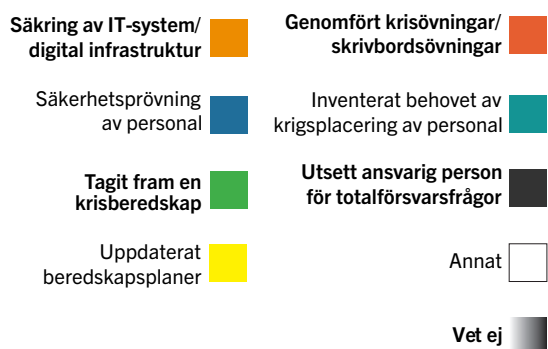 Säkring av IT-system/
digital infrastruktur
Säkerhetsprövning
av personal
Tagit fram en
krisberedskap
Uppdaterat
beredskapsplaner
Genomfört krisövningar/
skrivbordsövningar
Inventerat behovet av
krigsplacering av personal
Utsett ansvarig person
för totalförsvarsfrågor
Annat
Vet ej